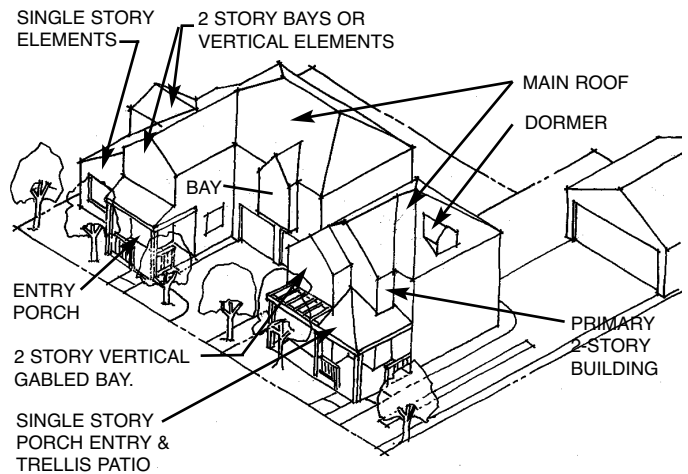 SINGLE STORY
ELEMENTS
2 STORY BAYS OR
VERTICAL ELEMENTS
MAIN ROOF
DORMER
BAY
ENTRY
PORCH
2 STORY VERTICAL
GABLED BAY.
PRIMARY
2-STORY
BUILDING
SINGLE STORY
PORCH ENTRY &
TRELLIS PATIO